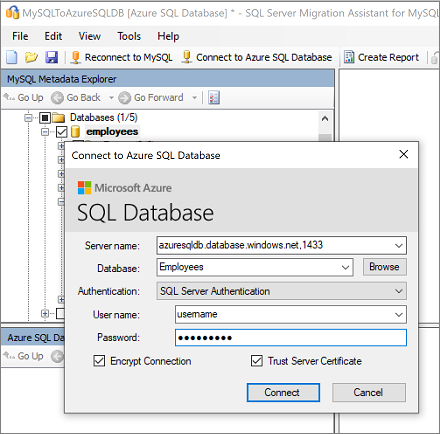 MySQLToAzureSQLDB [Azure SQL Database] * - SQL Server Migration Assistant for MySQL
File Edit View Tools Help
Reconnect to MySQL Connect to Azure SQL Database Create Report
MySQL Metadata Explorer
Go Up Go Back Go Forward
Databases (1/5)
employees
Connect to Azure SQL Database
Microsoft Azure
SQL Database
Server name: azuresqldb.database.windows.net,1433
Database: Employees Browse
Authentication: SQL Server Authentication
User name: username
Password: ●●●●●●●●●
Encrypt Connection Trust Server Certificate
Connect Cancel
Azure SQL Da
Go Up